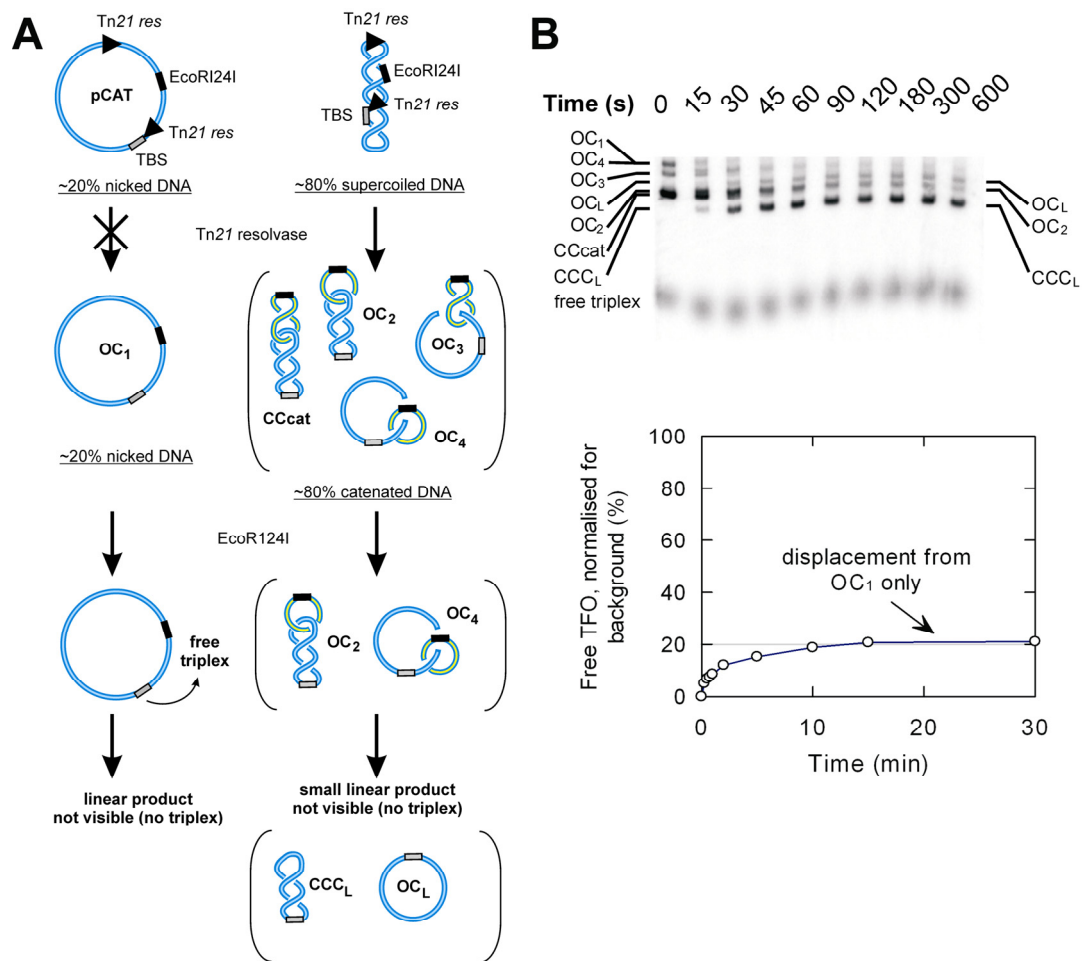 A
Tn21 res
EcoRI24I
pCAT
Tn21 res
TBS
~20% nicked DNA
Tn21 res
EcoRI24I
Tn21 res
TBS
~80% supercoiled DNA
Tn21 resolvase
OC1
OC2
OC3
CCcat
OC4
~20% nicked DNA
~80% catenated DNA
EcoR124I
free
triplex
OC2
OC4
linear product
not visible (no triplex)
small linear product
not visible (no triplex)
CCCL
OCL
B
Time (s) 0 15 30 45 60 90 120 180 300 600
OC1
OC4
OC3
OCL
OC2
CCcat
CCCL
free triplex
OCL
OC2
CCCL
Free TFO, normalised for
background (%)
100
80
60
40
20
0
displacement from
OC1 only
0 10 20 30
Time (min)